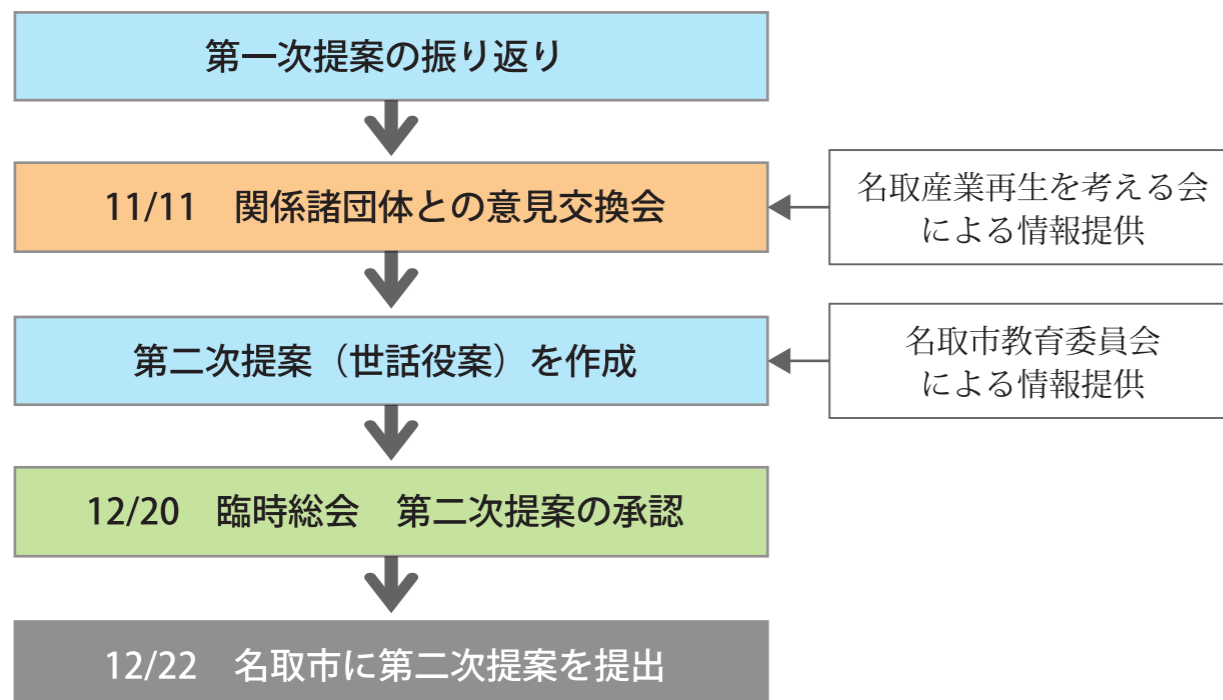 第一次提案の振り返り
11/11　関係諸団体との意見交換会
名取産業再生を考える会
による情報提供
第二次提案（世話役案）を作成
名取市教育委員会
による情報提供
12/20　臨時総会　第二次提案の承認
12/22　名取市に第二次提案を提出